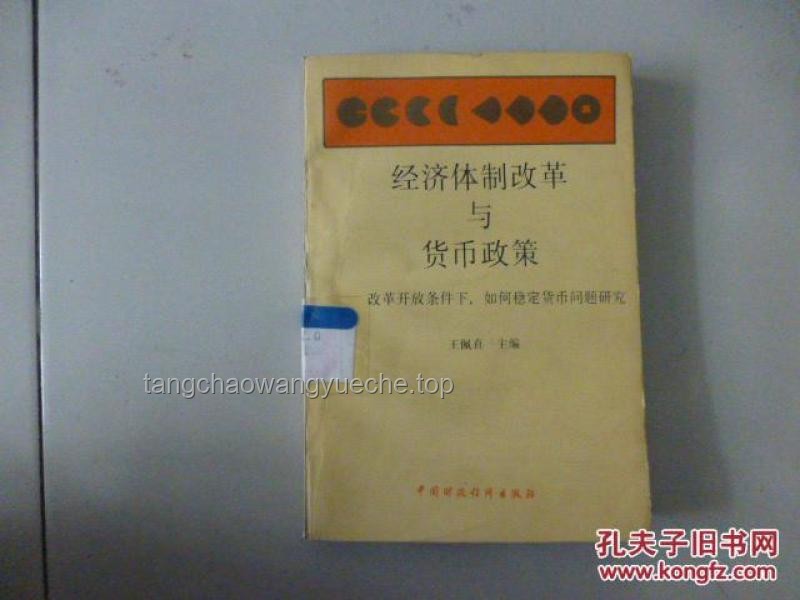 经济体制改革
与
货币政策
改革开放条件下，如何稳定货币问题研究
王佩真 主编
tangchaowangyueche.top
中国财政经济出版社
孔夫子旧书网
www.kongfz.com